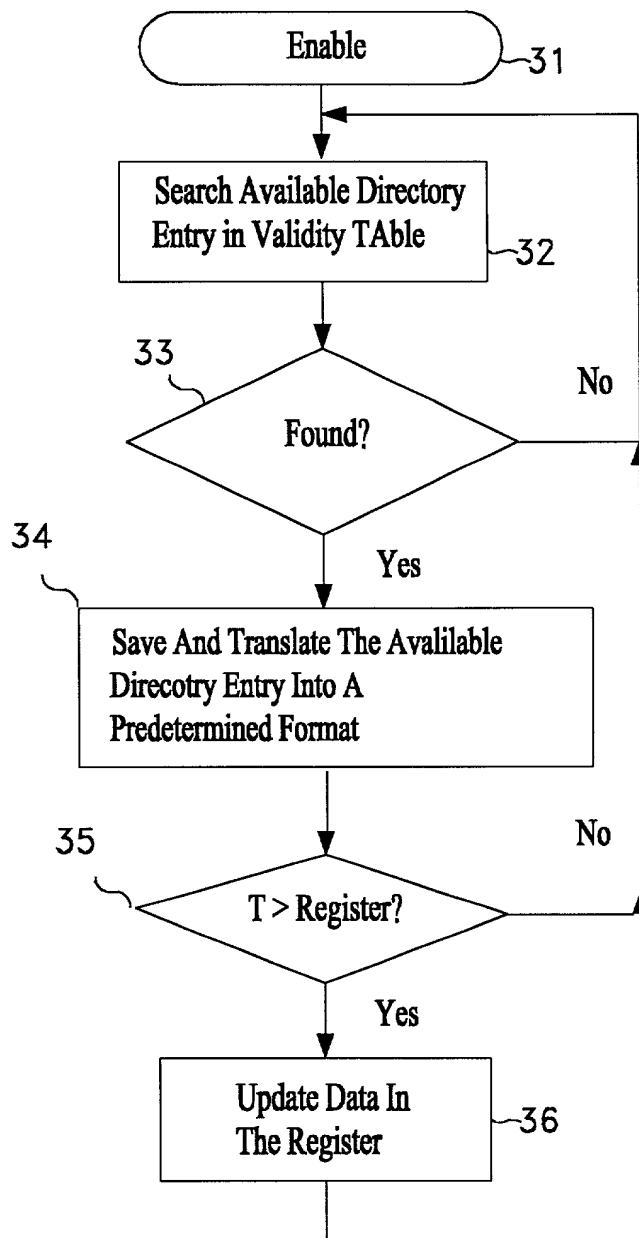 Enable
31
Search Available Directory
Entry in Validity TAble
32
33
Found?
No
Yes
34
Save And Translate The Avalilable
Direcotry Entry Into A
Predetermined Format
35
T > Register?
No
Yes
Update Data In
The Register
36